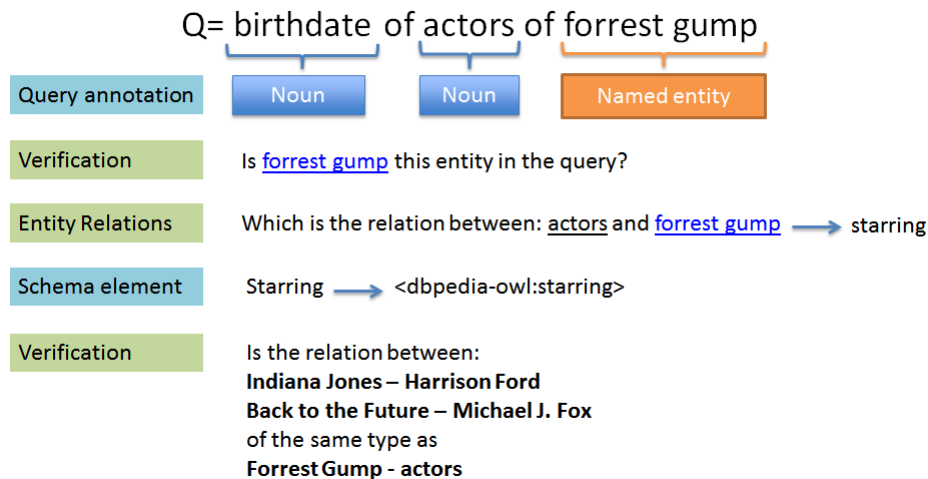 Q= birthdate of actors of forrest gump
Query annotation Noun Noun Named entity
Verification Is forrest gump this entity in the query?
Entity Relations Which is the relation between: actors and forrest gump starring
Schema element Starring <dbpedia-owl:starring>
Verification Is the relation between:
Indiana Jones – Harrison Ford
Back to the Future – Michael J. Fox
of the same type as
Forrest Gump - actors